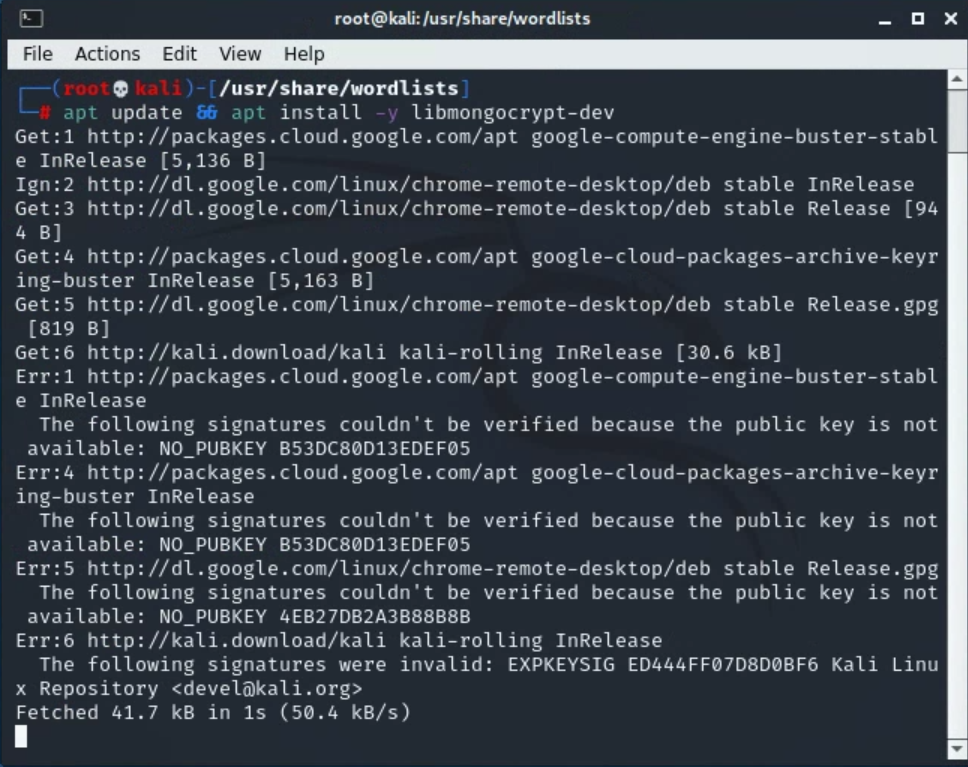 root@kali: /usr/share/wordlists
File Actions Edit View Help
┌──(root💀kali)-[/usr/share/wordlists]
└─# apt update && apt install -y libmongocrypt-dev
Get:1 http://packages.cloud.google.com/apt google-compute-engine-buster-stabl
e InRelease [5,136 B]
Ign:2 http://dl.google.com/linux/chrome-remote-desktop/deb stable InRelease
Get:3 http://dl.google.com/linux/chrome-remote-desktop/deb stable Release [94
4 B]
Get:4 http://packages.cloud.google.com/apt google-cloud-packages-archive-keyr
ing-buster InRelease [5,163 B]
Get:5 http://dl.google.com/linux/chrome-remote-desktop/deb stable Release.gpg
 [819 B]
Get:6 http://kali.download/kali kali-rolling InRelease [30.6 kB]
Err:1 http://packages.cloud.google.com/apt google-compute-engine-buster-stabl
e InRelease
  The following signatures couldn't be verified because the public key is not
 available: NO_PUBKEY B53DC80D13EDEF05
Err:4 http://packages.cloud.google.com/apt google-cloud-packages-archive-keyr
ing-buster InRelease
  The following signatures couldn't be verified because the public key is not
 available: NO_PUBKEY B53DC80D13EDEF05
Err:5 http://dl.google.com/linux/chrome-remote-desktop/deb stable Release.gpg
  The following signatures couldn't be verified because the public key is not
 available: NO_PUBKEY 4EB27DB2A3B88B8B
Err:6 http://kali.download/kali kali-rolling InRelease
  The following signatures were invalid: EXPKEYSIG ED444FF07D8D0BF6 Kali Linu
x Repository <devel@kali.org>
Fetched 41.7 kB in 1s (50.4 kB/s)